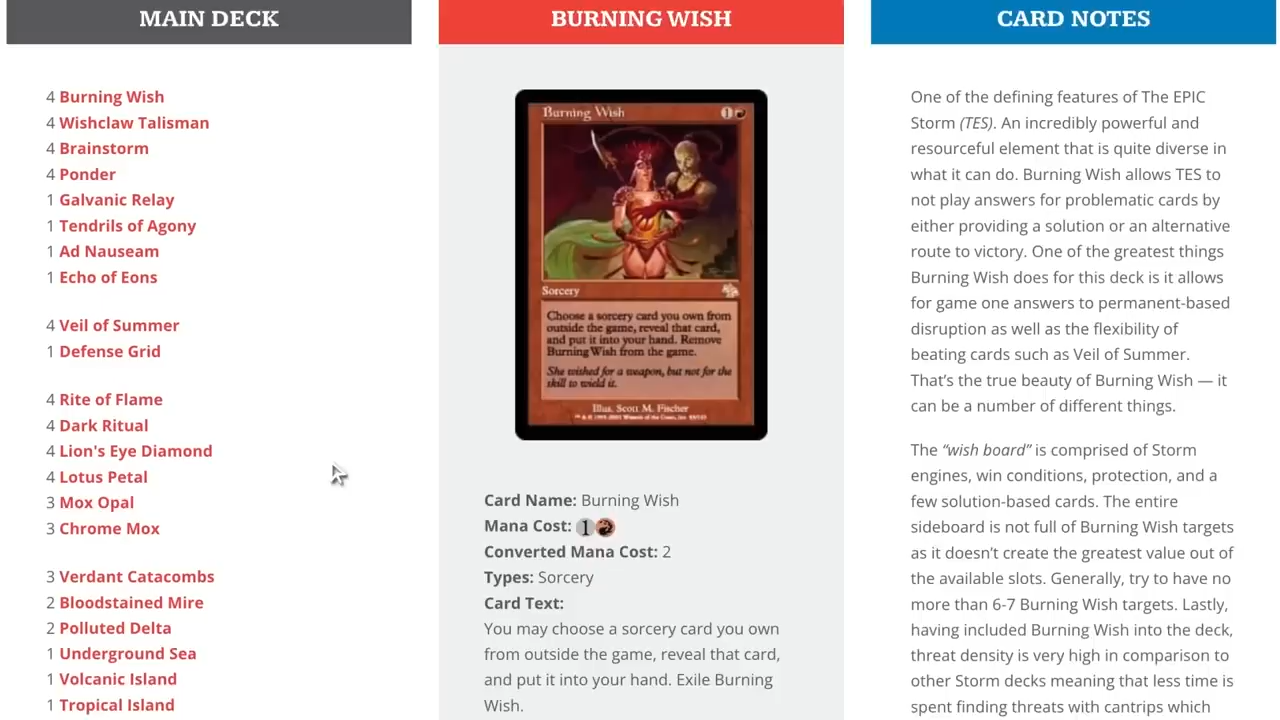 MAIN DECK
4 Burning Wish
4 Wishclaw Talisman
4 Brainstorm
4 Ponder
1 Galvanic Relay
1 Tendrils of Agony
1 Ad Nauseam
1 Echo of Eons
4 Veil of Summer
1 Defense Grid
4 Rite of Flame
4 Dark Ritual
4 Lion's Eye Diamond
4 Lotus Petal
3 Mox Opal
3 Chrome Mox
3 Verdant Catacombs
2 Bloodstained Mire
2 Polluted Delta
1 Underground Sea
1 Volcanic Island
1 Tropical Island
BURNING WISH
Burning Wish 1
Sorcery
Choose a sorcery card you own from
outside the game, reveal that card,
and put it into your hand. Remove
Burning Wish from the game.
She wished for a weapon, but not for the
skill to wield it.
Illus. Scott M. Fischer
Card Name: Burning Wish
Mana Cost: 1
Converted Mana Cost: 2
Types: Sorcery
Card Text:
You may choose a sorcery card you own
from outside the game, reveal that card,
and put it into your hand. Exile Burning
Wish.
CARD NOTES
One of the defining features of The EPIC
Storm (TES). An incredibly powerful and
resourceful element that is quite diverse in
what it can do. Burning Wish allows TES to
not play answers for problematic cards by
either providing a solution or an alternative
route to victory. One of the greatest things
Burning Wish does for this deck is it allows
for game one answers to permanent-based
disruption as well as the flexibility of
beating cards such as Veil of Summer.
That's the true beauty of Burning Wish — it
can be a number of different things.
The “wish board” is comprised of Storm
engines, win conditions, protection, and a
few solution-based cards. The entire
sideboard is not full of Burning Wish targets
as it doesn’t create the greatest value out of
the available slots. Generally, try to have no
more than 6-7 Burning Wish targets. Lastly,
having included Burning Wish into the deck,
threat density is very high in comparison to
other Storm decks meaning that less time is
spent finding threats with cantrips which